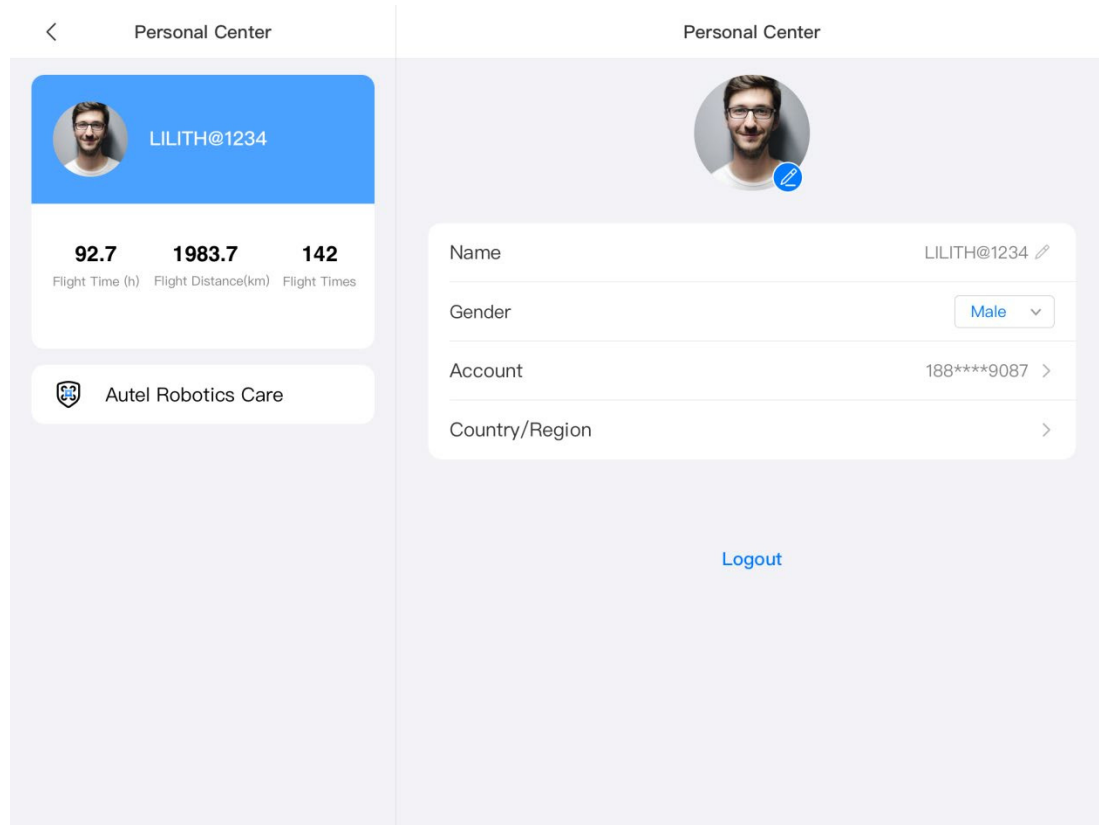 Personal Center
LILITH@1234
92.7 1983.7 142
Flight Time (h) Flight Distance(km) Flight Times
Autel Robotics Care
Personal Center
Name LILITH@1234
Gender Male
Account 188****9087
Country/Region
Logout